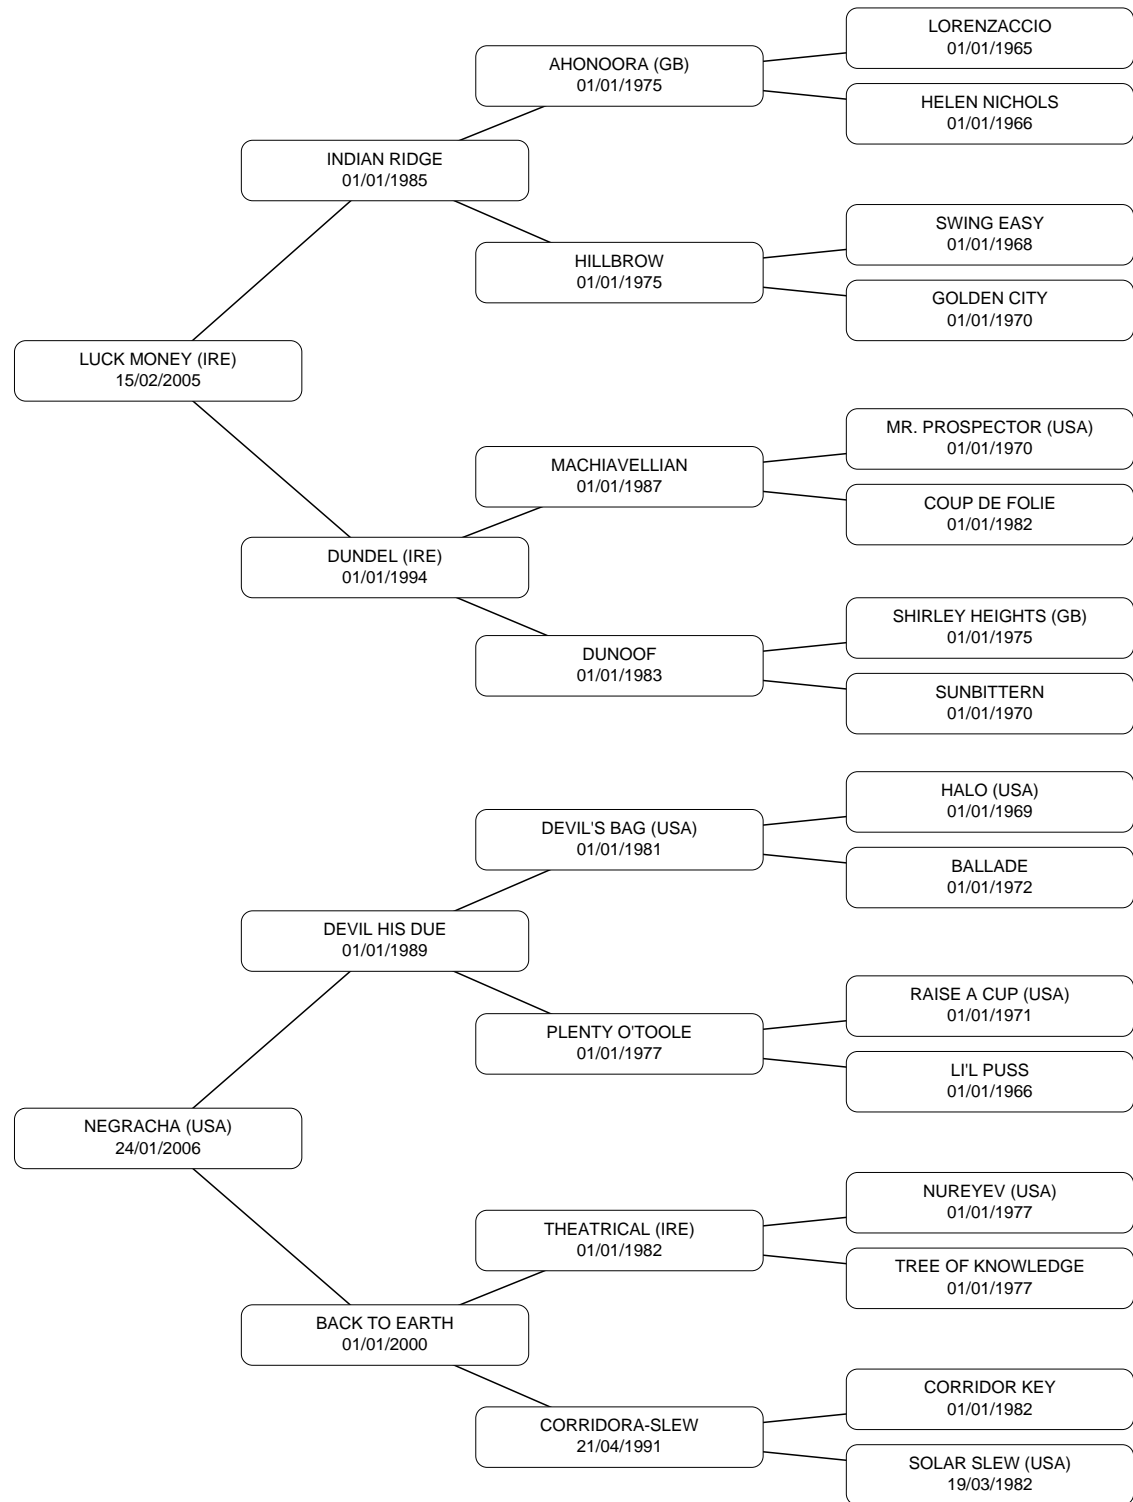 LORENZACCIO
01/01/1965
AHONOORA (GB)
01/01/1975
HELEN NICHOLS
01/01/1966
INDIAN RIDGE
01/01/1985
SWING EASY
01/01/1968
HILLBROW
01/01/1975
GOLDEN CITY
01/01/1970
LUCK MONEY (IRE)
15/02/2005
MR. PROSPECTOR (USA)
01/01/1970
MACHIAVELLIAN
01/01/1987
COUP DE FOLIE
01/01/1982
DUNDEL (IRE)
01/01/1994
SHIRLEY HEIGHTS (GB)
01/01/1975
DUNOOF
01/01/1983
SUNBITTERN
01/01/1970
HALO (USA)
01/01/1969
DEVIL'S BAG (USA)
01/01/1981
BALLADE
01/01/1972
DEVIL HIS DUE
01/01/1989
RAISE A CUP (USA)
01/01/1971
PLENTY O'TOOLE
01/01/1977
LI'L PUSS
01/01/1966
NEGRACHA (USA)
24/01/2006
NUREYEV (USA)
01/01/1977
THEATRICAL (IRE)
01/01/1982
TREE OF KNOWLEDGE
01/01/1977
BACK TO EARTH
01/01/2000
CORRIDOR KEY
01/01/1982
CORRIDORA-SLEW
21/04/1991
SOLAR SLEW (USA)
19/03/1982